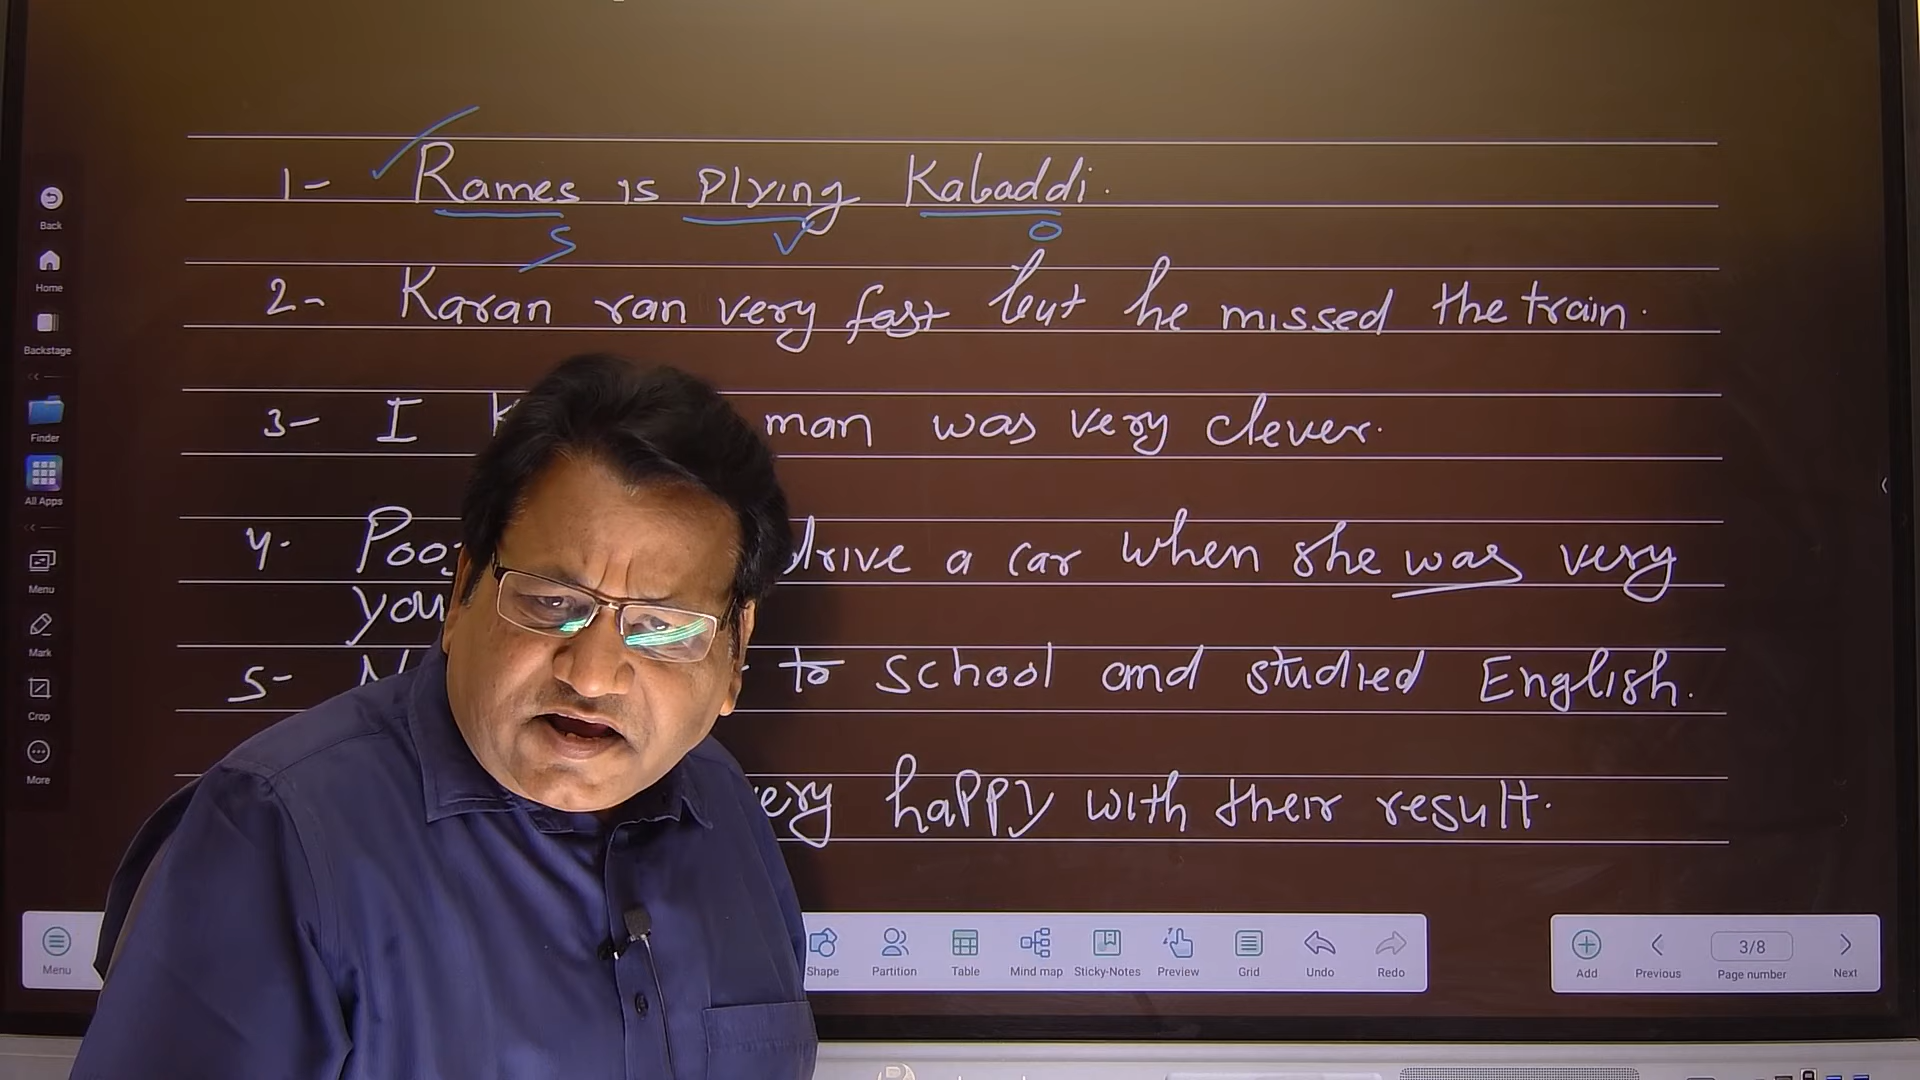 1- Rames is Plying Kabaddi.
S V O
2- Karan ran very fast but he missed the train.
3- I man was very clever.
4- drive a car when she was very
5- to school and studied English.
happy with their result.
Back
Home
Backstage
Finder
All Apps
Menu
Mark
Crop
More
Menu Shape Partition Table Mind map Sticky-Notes Preview Grid Undo Redo Add Previous 3/8 Page number Next